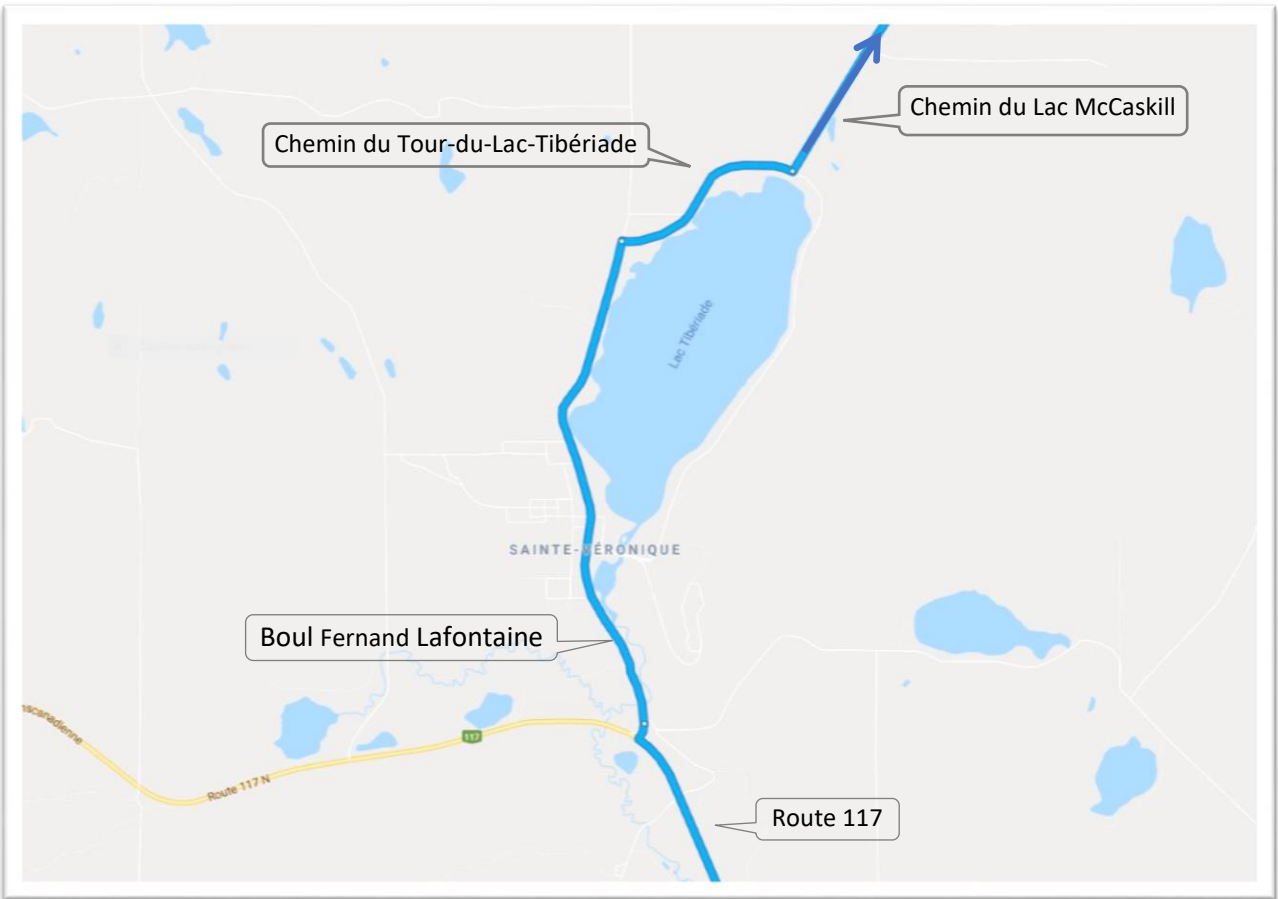 Chemin du Lac McCaskill
Chemin du Tour-du-Lac-Tibériade
Lac Tibériade
SAINTE-VÉRONIQUE
Boul Fernand Lafontaine
nscanadienne
117
Route 117 N
Route 117